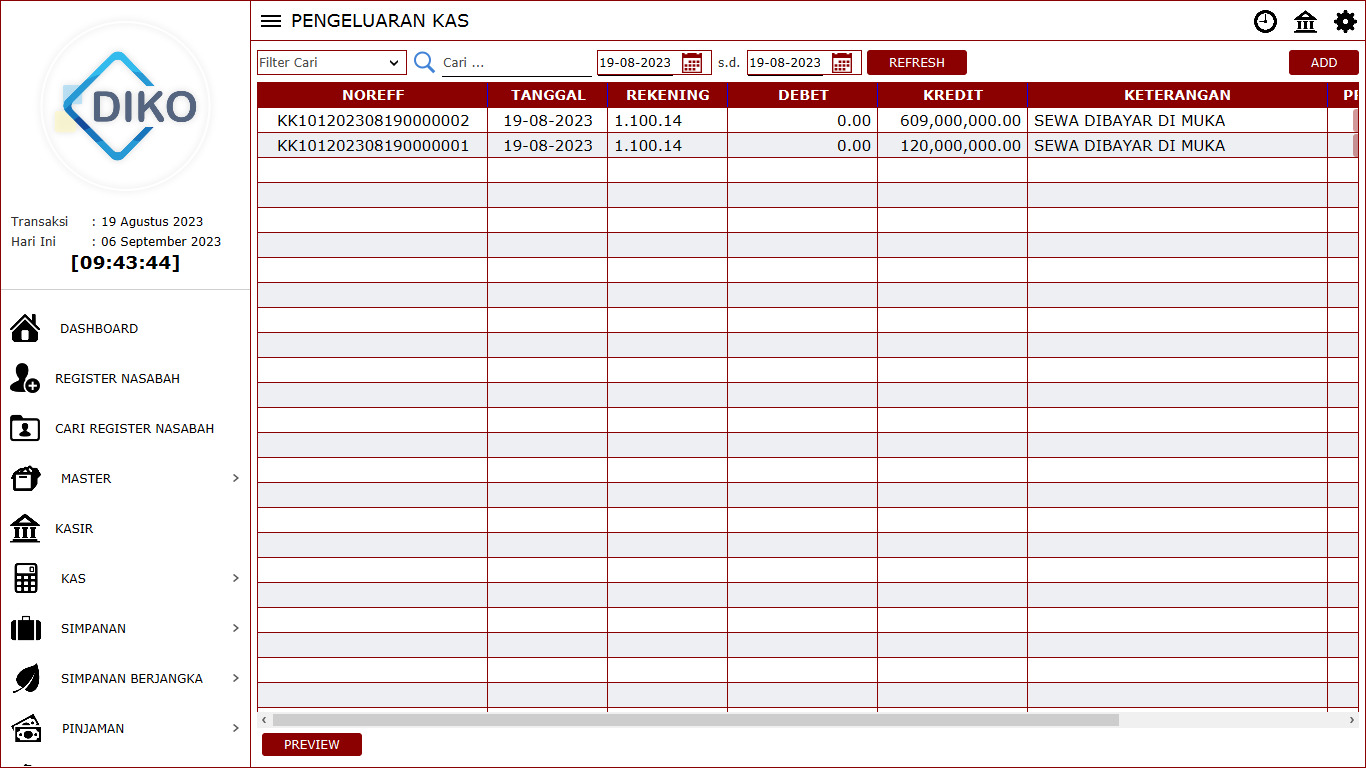 DIKO
Transaksi : 19 Agustus 2023
Hari Ini : 06 September 2023
[09:43:44]
DASHBOARD
REGISTER NASABAH
CARI REGISTER NASABAH
MASTER
KASIR
KAS
SIMPANAN
SIMPANAN BERJANGKA
PINJAMAN
PENGELUARAN KAS
Filter Cari Cari ... 19-08-2023 s.d. 19-08-2023 REFRESH ADD
NOREFF TANGGAL REKENING DEBET KREDIT KETERANGAN
KK101202308190000002 19-08-2023 1.100.14 0.00 609,000,000.00 SEWA DIBAYAR DI MUKA
KK101202308190000001 19-08-2023 1.100.14 0.00 120,000,000.00 SEWA DIBAYAR DI MUKA
PREVIEW